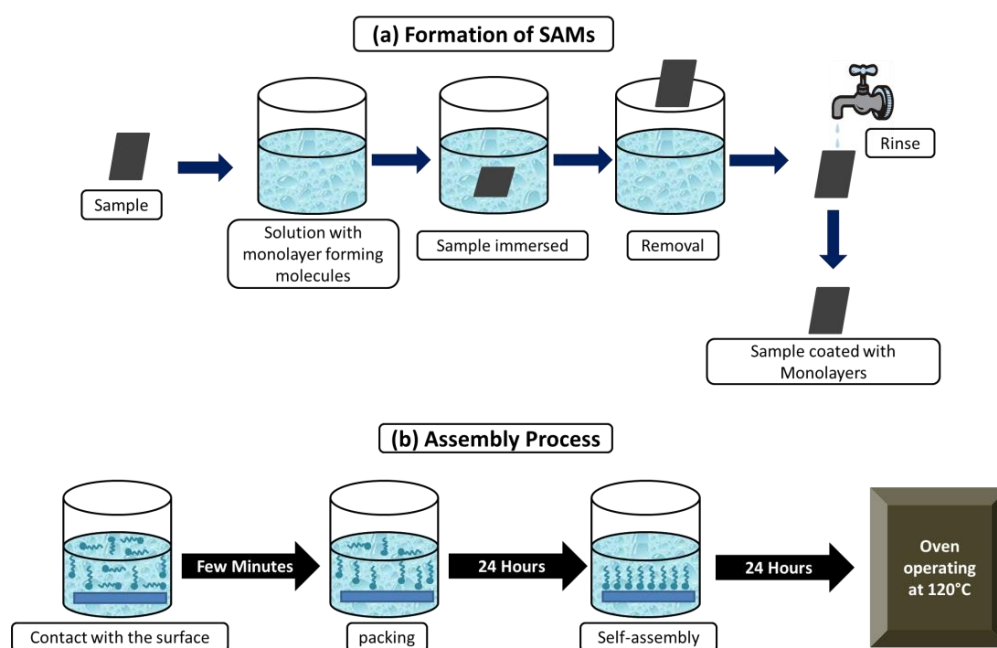 (a) Formation of SAMs
Rinse
Sample
Solution with
monolayer forming
molecules
Sample immersed
Removal
Sample coated with
Monolayers
(b) Assembly Process
Few Minutes
24 Hours
24 Hours
Oven
operating
at 120°C
Contact with the surface
packing
Self-assembly